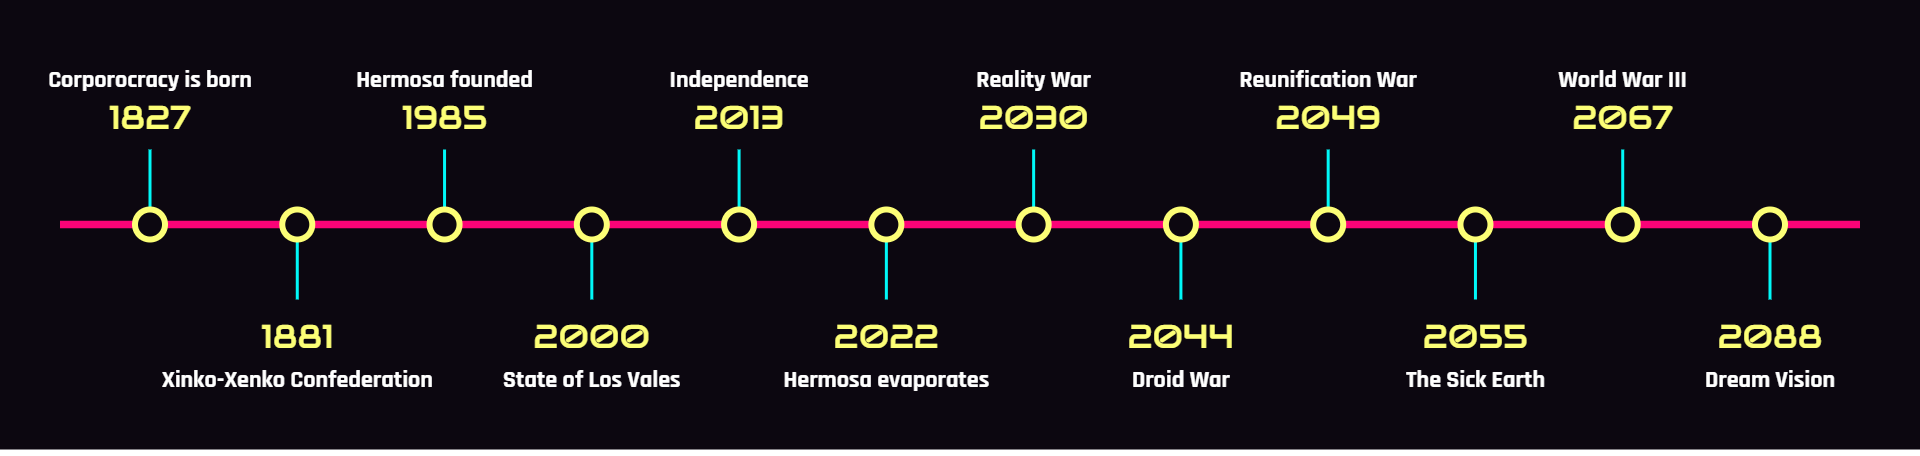 Corporocracy is born
1827
Hermosa founded
1985
Independence
2013
Reality War
2030
Reunification War
2049
World War III
2067
1881
Xinko-Xenko Confederation
2000
State of Los Vales
2022
Hermosa evaporates
2044
Droid War
2055
The Sick Earth
2088
Dream Vision